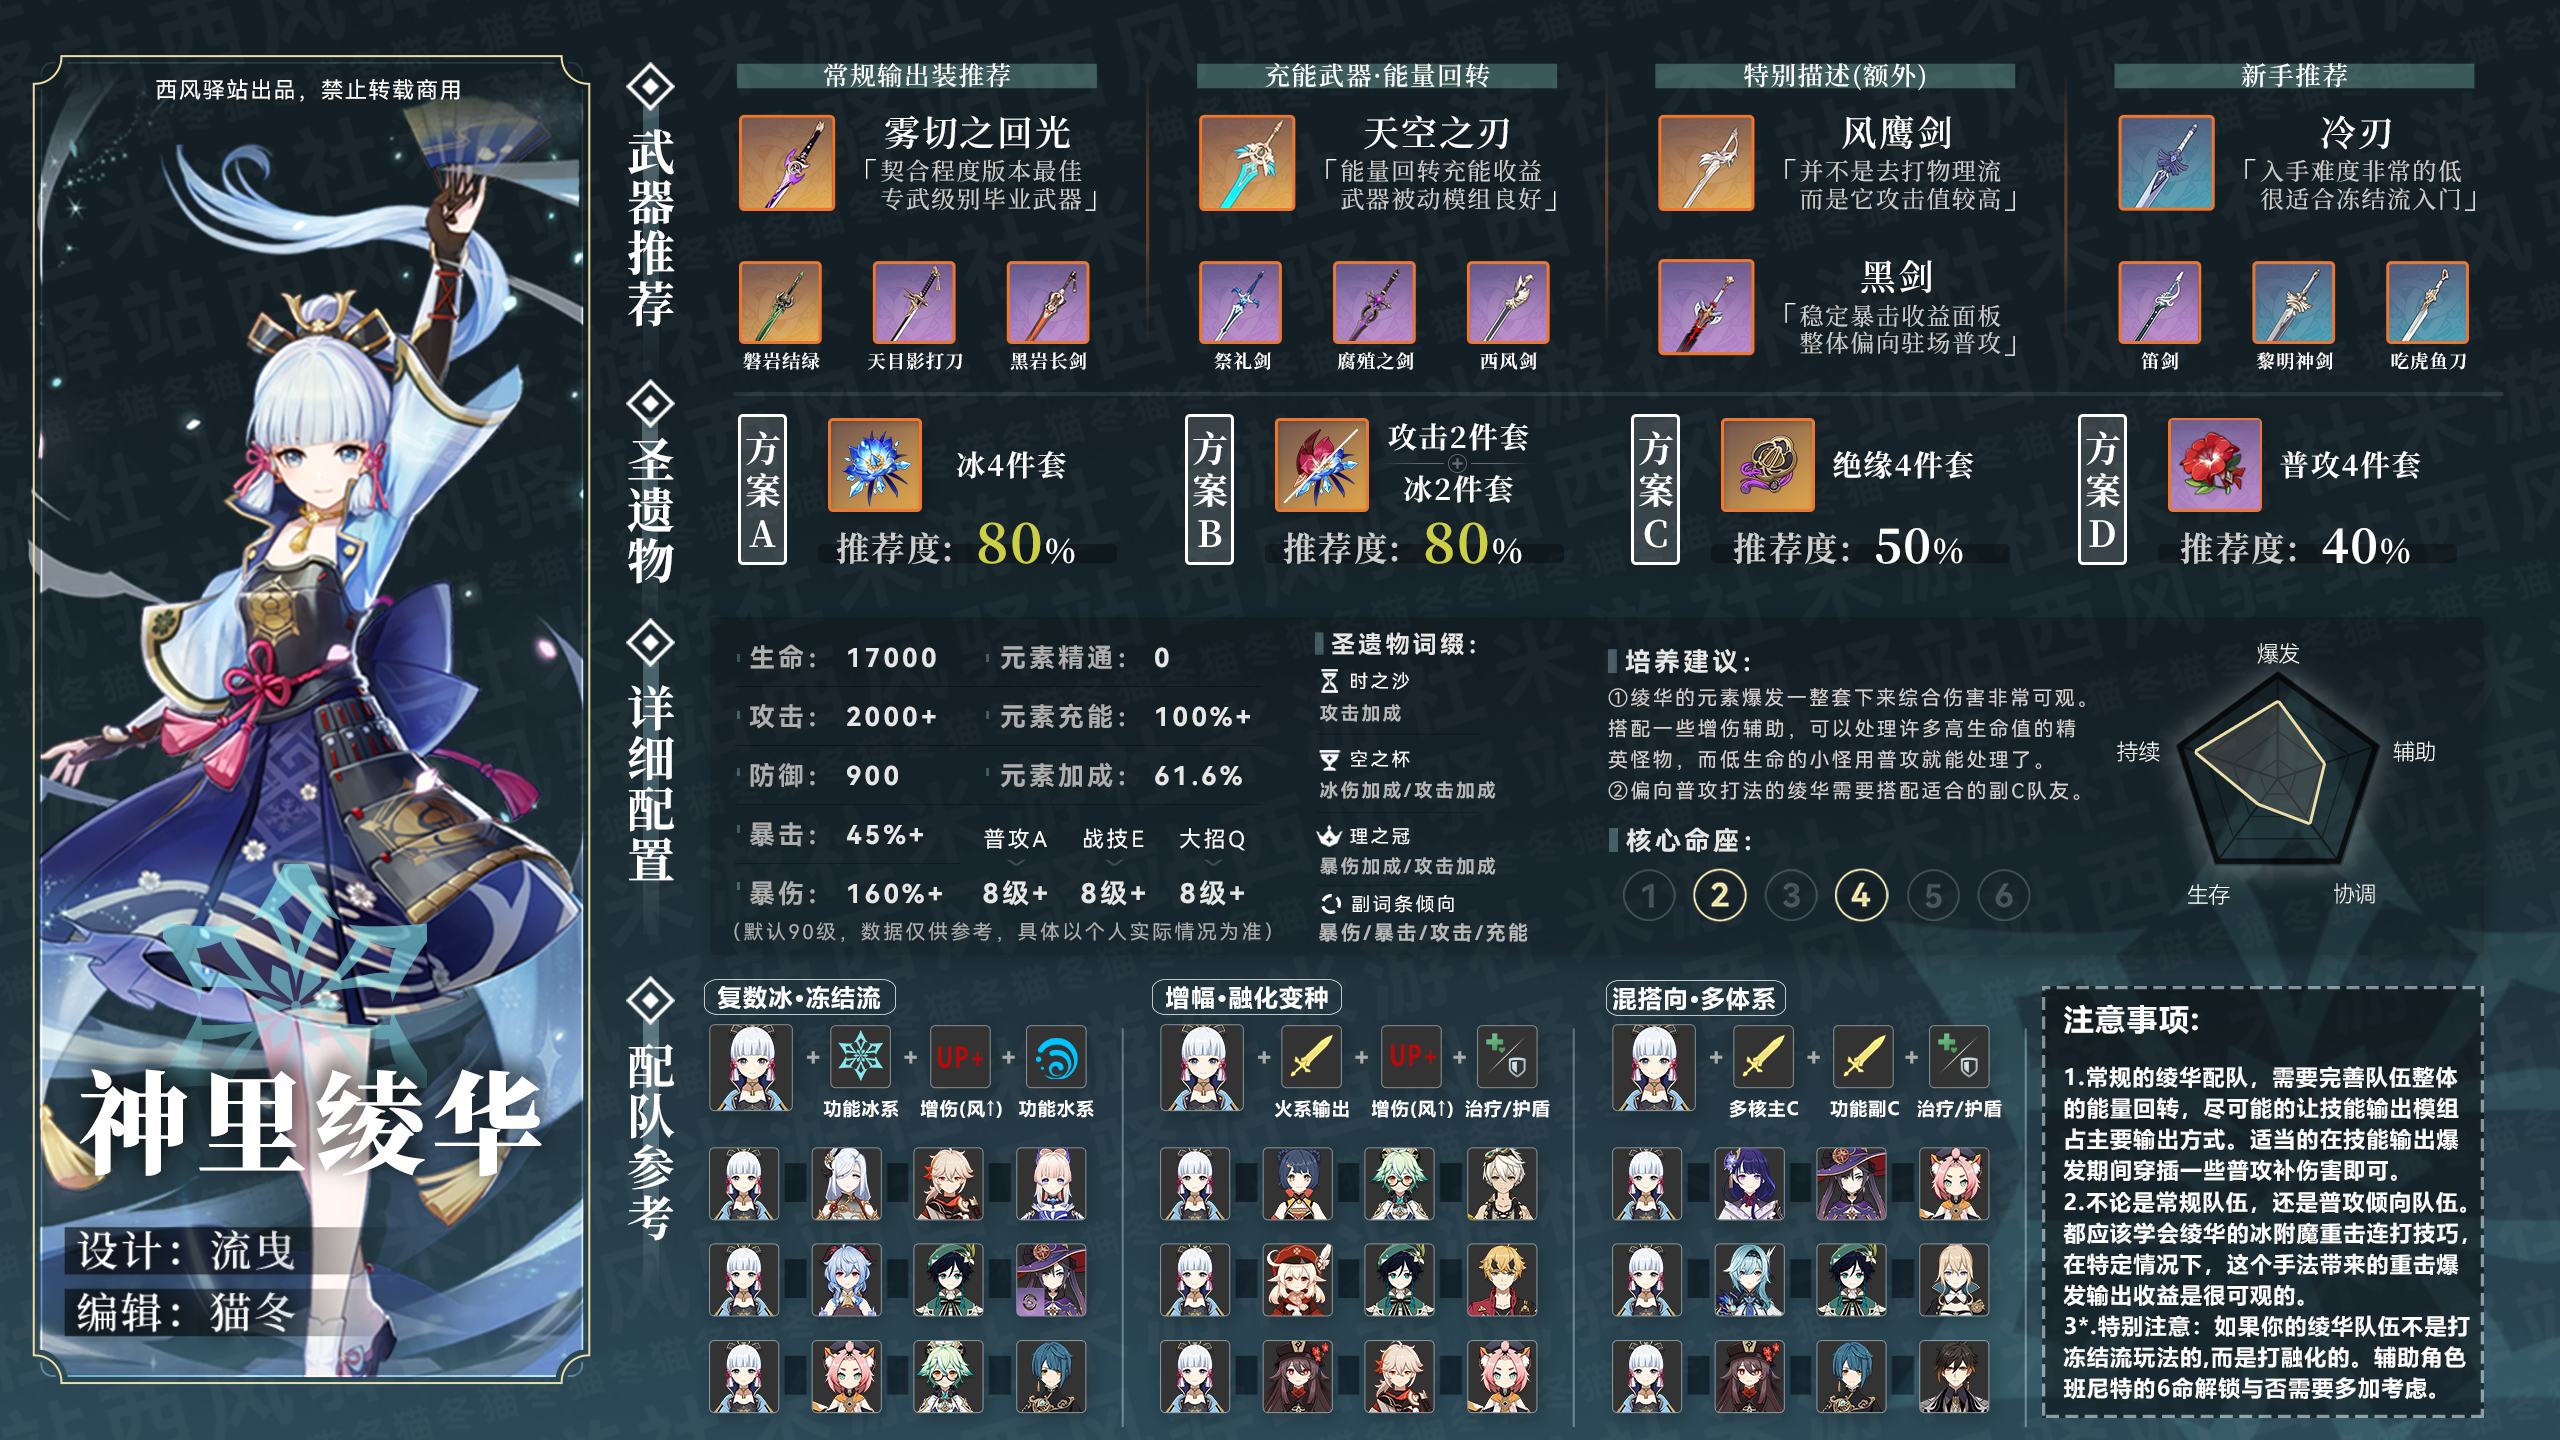 西风驿站出品，禁止转载商用
神里绫华
设计：流曳
编辑：猫冬
武器推荐
常规输出装推荐
雾切之回光
「契合程度版本最佳
专武级别毕业武器」
磐岩结绿
天目影打刀
黑岩长剑
充能武器·能量回转
天空之刃
「能量回转充能收益
武器被动模组良好」
祭礼剑
腐殖之剑
西风剑
特别描述(额外)
风鹰剑
「并不是去打物理流
而是它攻击值较高」
黑剑
「稳定暴击收益面板
整体偏向驻场普攻」
新手推荐
冷刃
「入手难度非常的低
很适合冻结流入门」
笛剑
黎明神剑
吃虎鱼刀
圣遗物
方案A
冰4件套
推荐度：80%
方案B
攻击2件套
冰2件套
推荐度：80%
方案C
绝缘4件套
推荐度：50%
方案D
普攻4件套
推荐度：40%
详细配置
生命：17000
元素精通：0
攻击：2000+
元素充能：100%+
防御：900
元素加成：61.6%
暴击：45%+
普攻A 战技E 大招Q
暴伤：160%+
8级+ 8级+ 8级+
(默认90级，数据仅供参考，具体以个人实际情况为准)
圣遗物词缀：
时之沙
攻击加成
空之杯
冰伤加成/攻击加成
理之冠
暴伤加成/攻击加成
副词条倾向
暴伤/暴击/攻击/充能
培养建议：
①绫华的元素爆发一整套下来综合伤害非常可观。
搭配一些增伤辅助，可以处理许多高生命值的精
英怪物，而低生命的小怪用普攻就能处理了。
②偏向普攻打法的绫华需要搭配适合的副C队友。
核心命座：
1 2 3 4 5 6
爆发
持续
辅助
生存
协调
配队参考
复数冰·冻结流
+ + UP+ +
功能冰系 增伤(风↑) 功能水系
增幅·融化变种
+ + UP+ +
火系输出 增伤(风↑) 治疗/护盾
混搭向·多体系
+ + +
多核主C 功能副C 治疗/护盾
注意事项:
1.常规的绫华配队，需要完善队伍整体
的能量回转，尽可能的让技能输出模组
占主要输出方式。适当的在技能输出爆
发期间穿插一些普攻补伤害即可。
2.不论是常规队伍，还是普攻倾向队伍。
都应该学会绫华的冰附魔重击连打技巧，
在特定情况下，这个手法带来的重击爆
发输出收益是很可观的。
3*.特别注意：如果你的绫华队伍不是打
冻结流玩法的,而是打融化的。辅助角色
班尼特的6命解锁与否需要多加考虑。